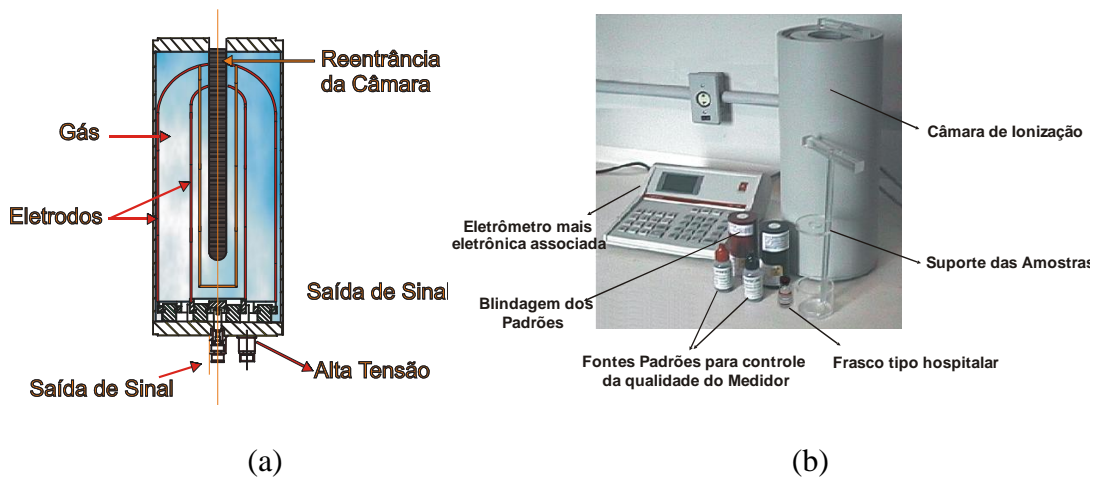 Reentrância
da Câmara
Gás
Eletrodos
Saída de Sinal
Alta Tensão
Saída de Sinal
(a)
Câmara de Ionização
Eletrômetro mais
eletrônica associada
Suporte das Amostras
Blindagem dos
Padrões
Fontes Padrões para controle
da qualidade do Medidor
Frasco tipo hospitalar
(b)